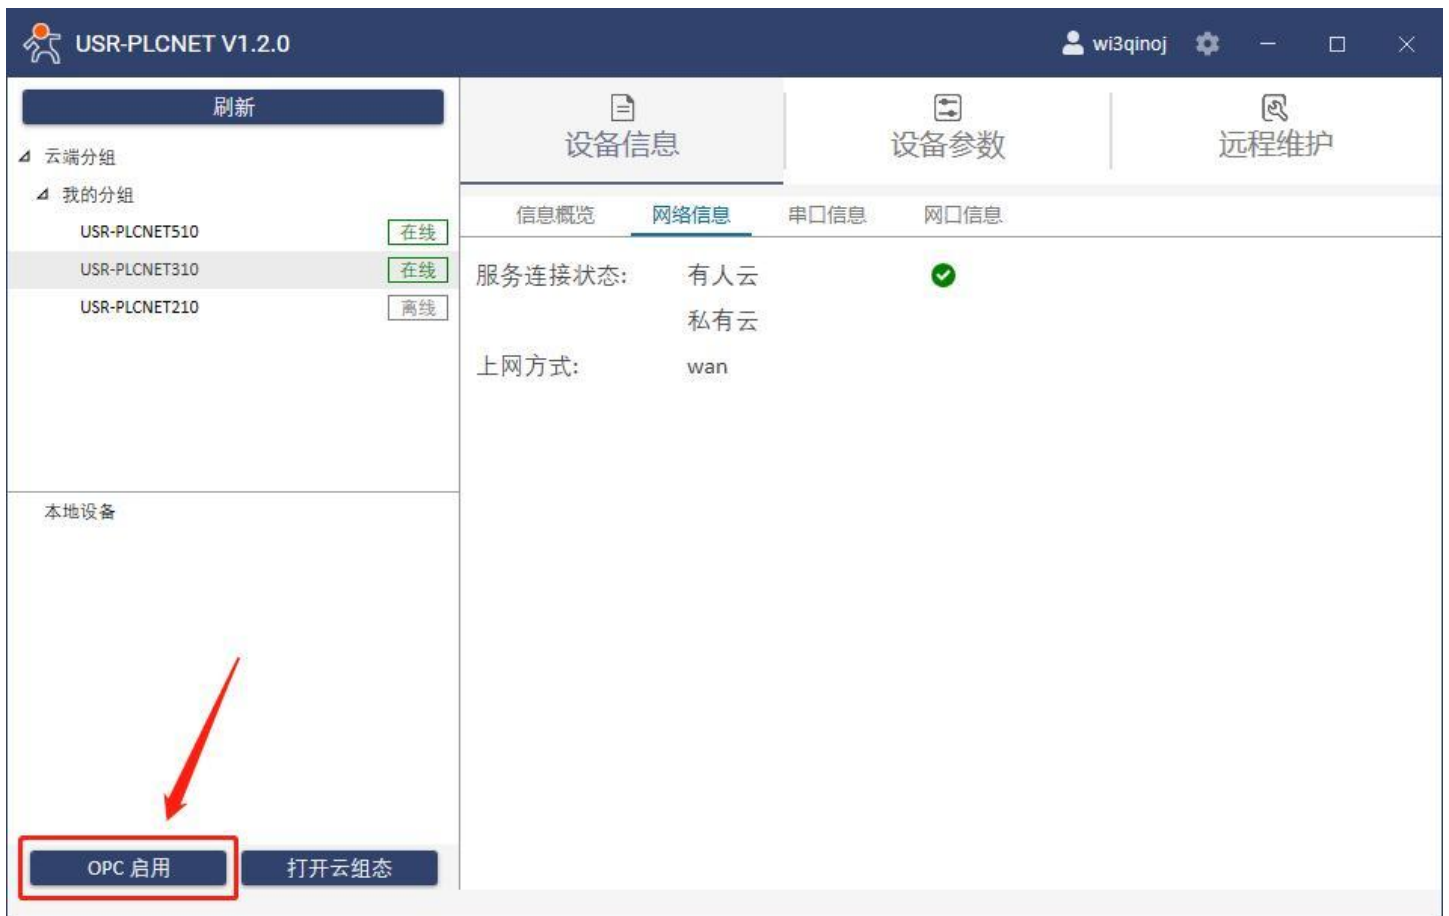 USR-PLCNET V1.2.0
wi3qinoj
刷新
云端分组
我的分组
USR-PLCNET510 在线
USR-PLCNET310 在线
USR-PLCNET210 离线
本地设备
OPC 启用 打开云组态
设备信息 设备参数 远程维护
信息概览 网络信息 串口信息 网口信息
服务连接状态: 有人云
私有云
上网方式: wan